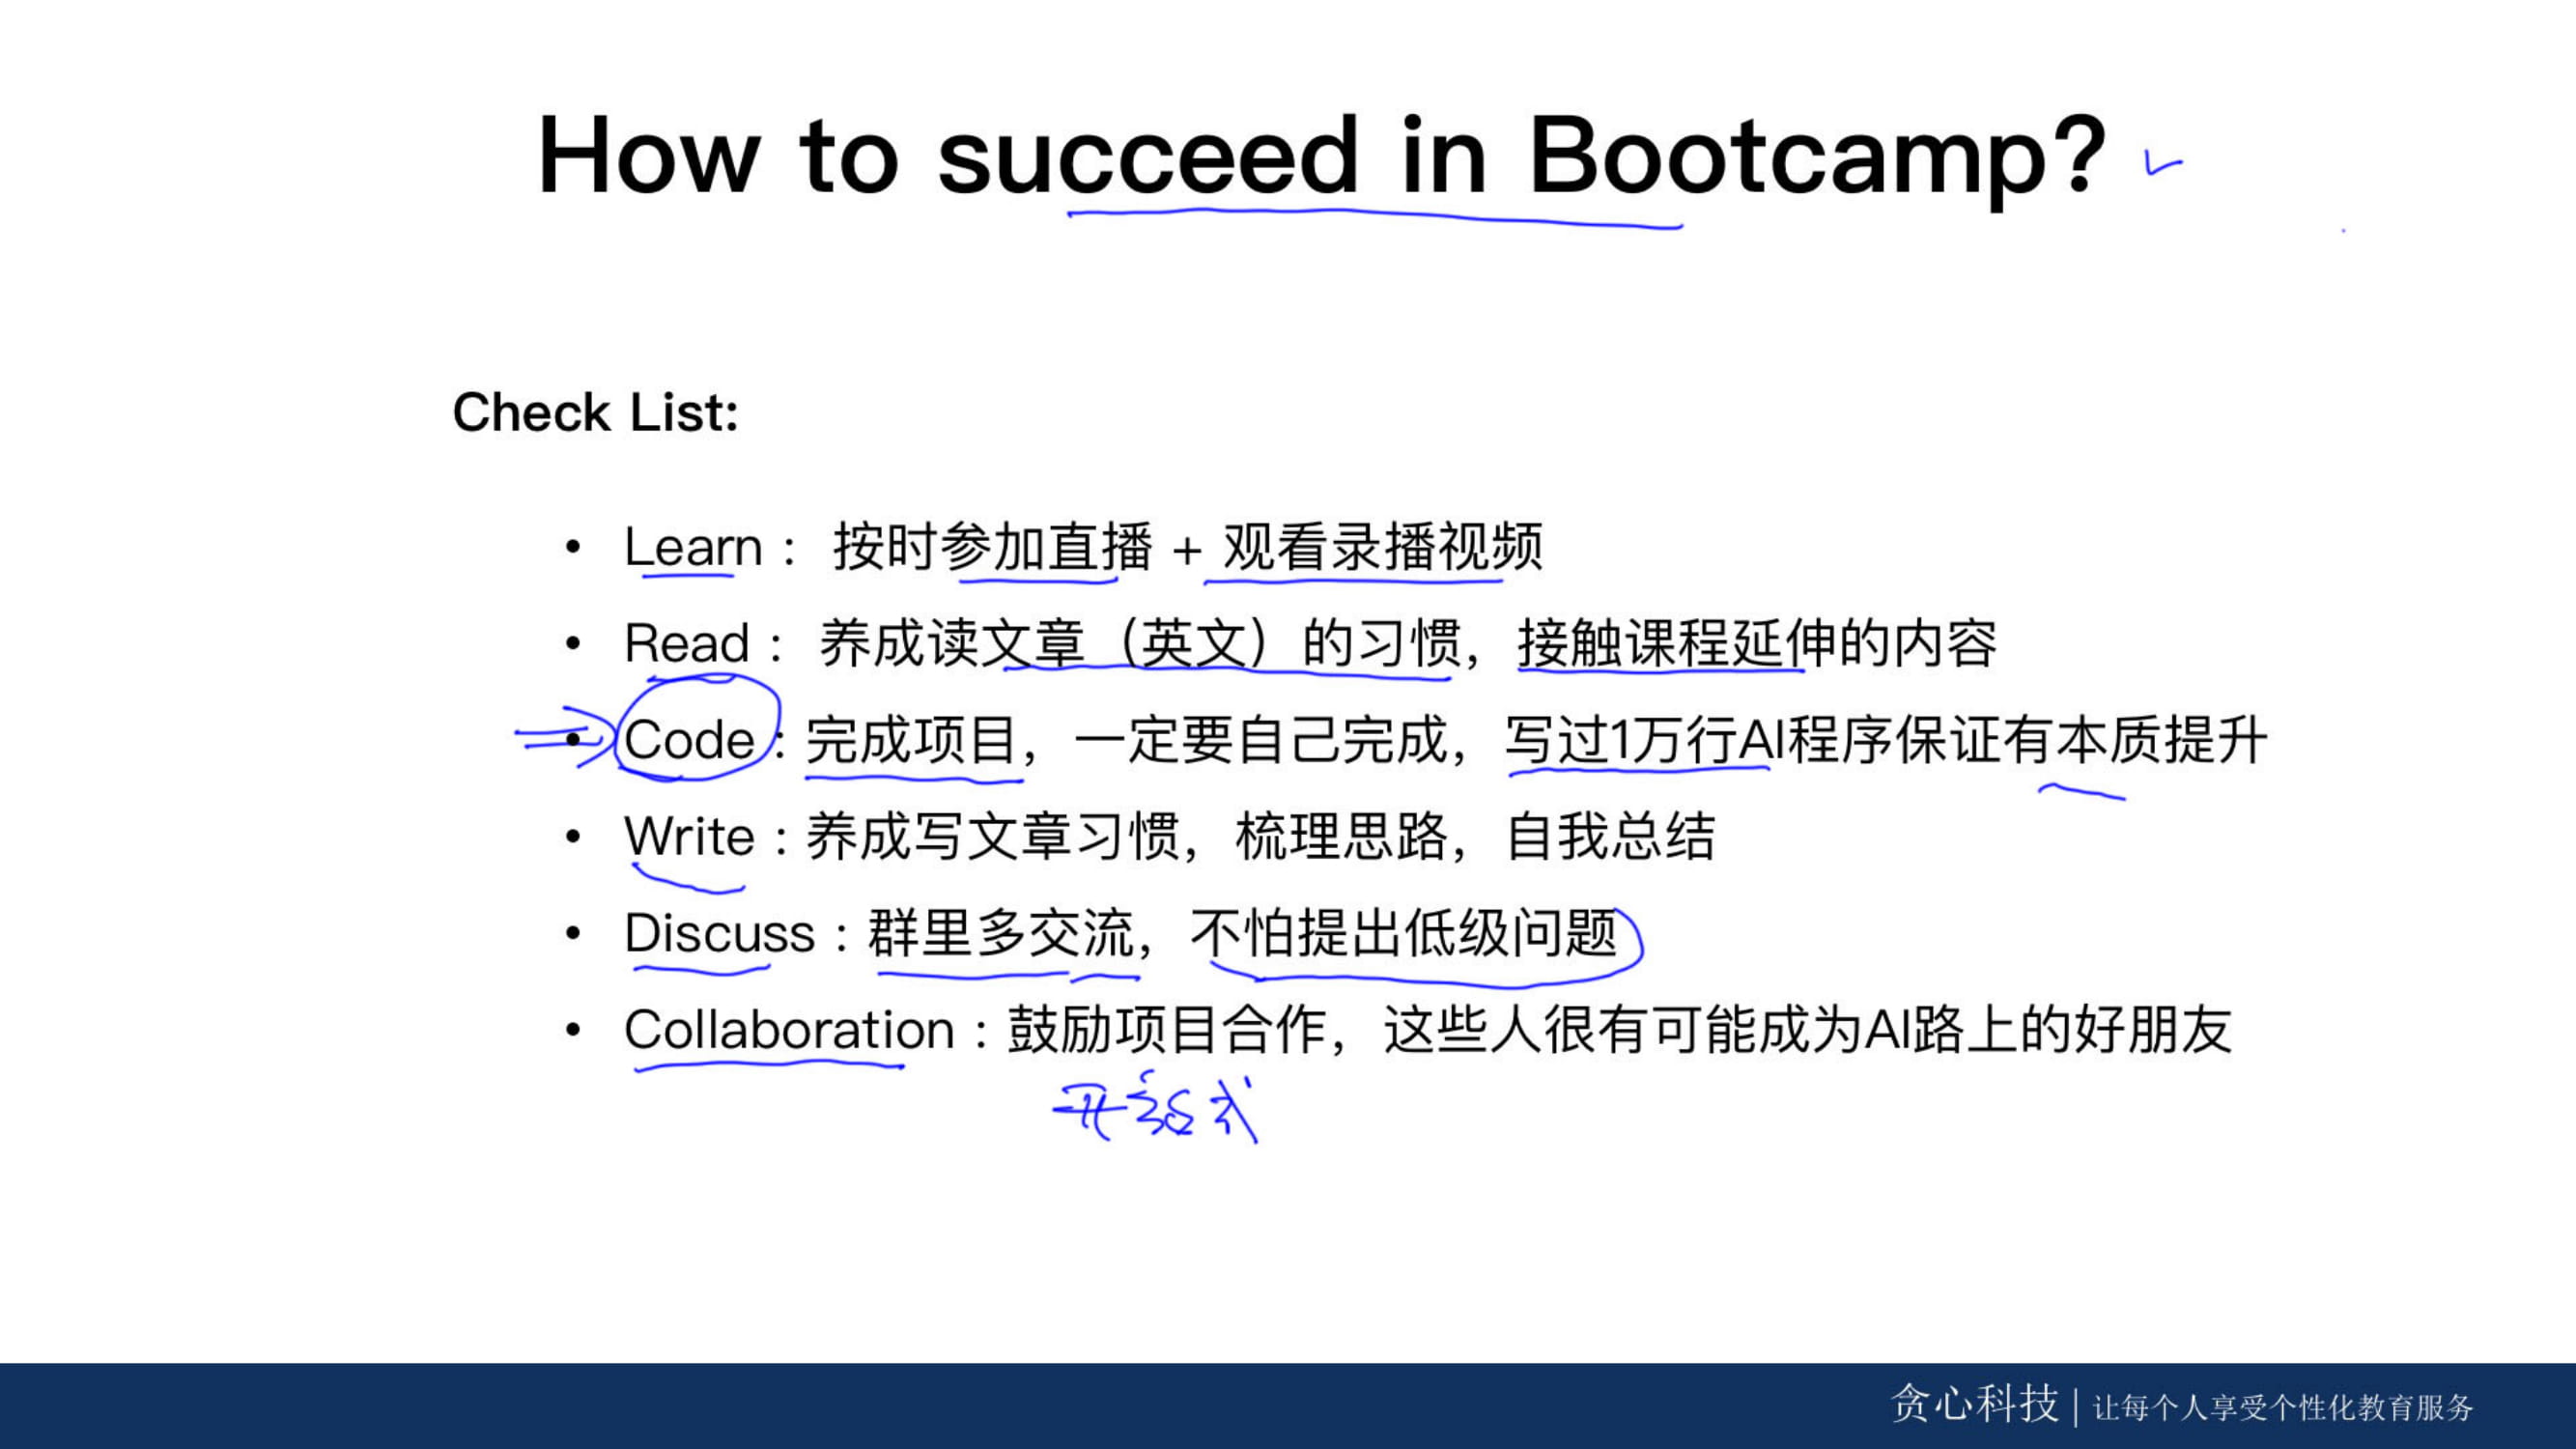 How to succeed in Bootcamp?
Check List:
• Learn： 按时参加直播 + 观看录播视频
• Read： 养成读文章（英文）的习惯，接触课程延伸的内容
• Code：完成项目，一定要自己完成，写过1万行AI程序保证有本质提升
• Write：养成写文章习惯，梳理思路，自我总结
• Discuss：群里多交流，不怕提出低级问题
• Collaboration：鼓励项目合作，这些人很有可能成为AI路上的好朋友
贪心科技 | 让每个人享受个性化教育服务